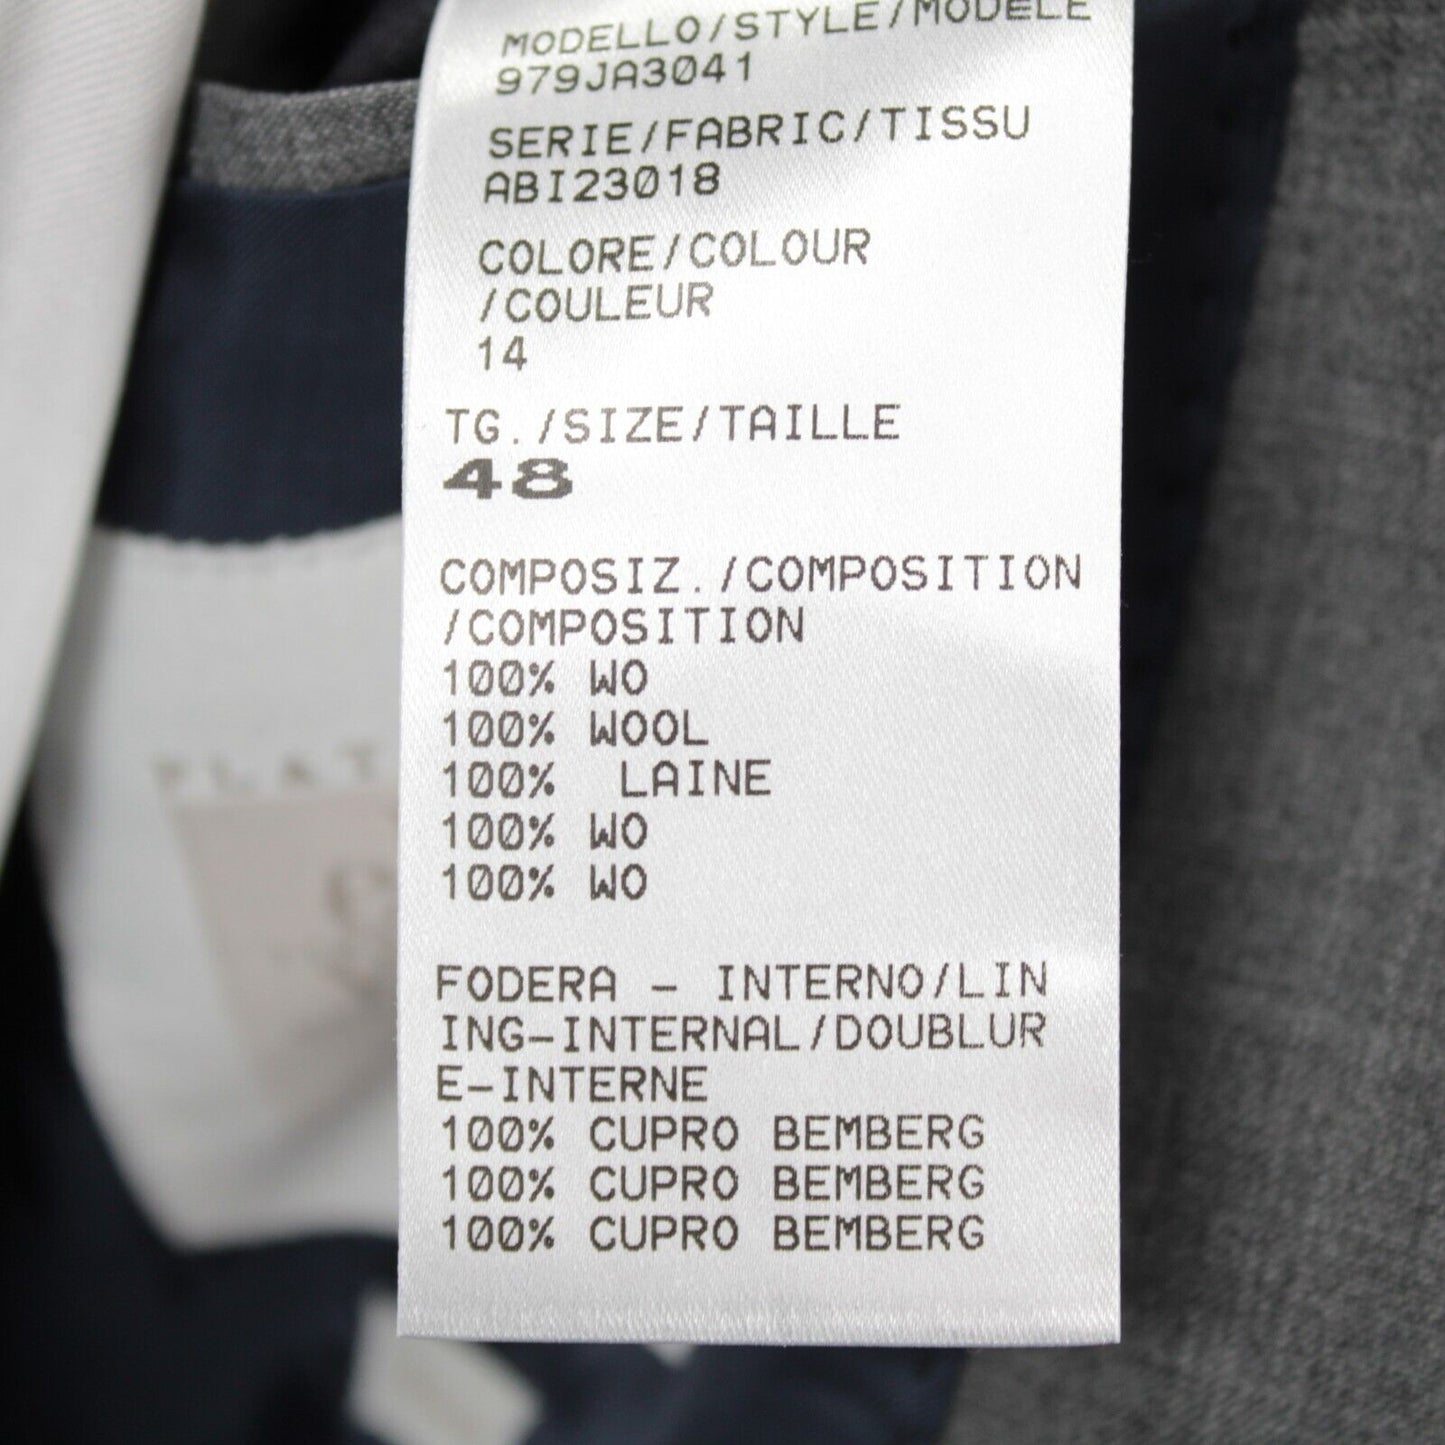 MODELLO/STYLE/MODELE
979JA3041
SERIE/FABRIC/TISSU
ABI23018
COLORE/COLOUR
/COULEUR
14
TG./SIZE/TAILLE
48
COMPOSIZ./COMPOSITION
/COMPOSITION
100% WO
100% WOOL
100%  LAINE
100% WO
100% WO
FODERA - INTERNO/LIN
ING-INTERNAL/DOUBLUR
E-INTERNE
100% CUPRO BEMBERG
100% CUPRO BEMBERG
100% CUPRO BEMBERG
PLAT